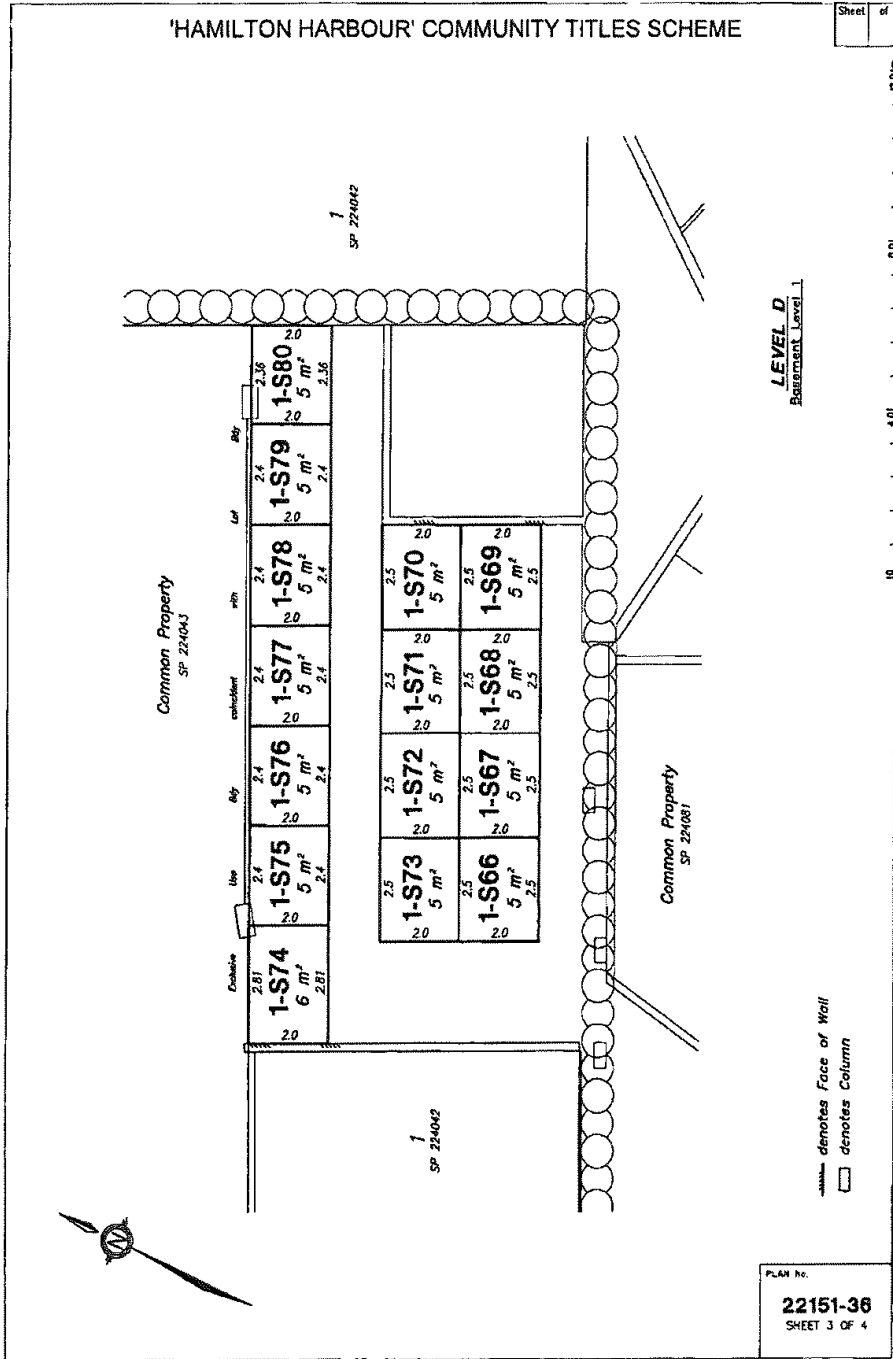 'HAMILTON HARBOUR' COMMUNITY TITLES SCHEME
Sheet of
1
SP 224042
LEVEL D
Basement Level 1
Common Property
SP 224043
Exclusive Use Bdy coincident with Lot Bdy
2.0
2.36
1-S80
5 m²
2.36
2.0
2.4
1-S79
5 m²
2.4
2.0
2.4
1-S78
5 m²
2.4
2.0
2.4
1-S77
5 m²
2.4
2.0
2.4
1-S76
5 m²
2.4
2.0
2.4
1-S75
5 m²
2.4
2.0
2.81
1-S74
6 m²
2.81
2.0
2.0
2.5
1-S70
5 m²
2.0
2.5
1-S71
5 m²
2.0
2.5
1-S72
5 m²
2.0
2.5
1-S73
5 m²
2.0
2.0
2.5
1-S69
5 m²
2.5
2.0
2.5
1-S68
5 m²
2.5
2.0
2.5
1-S67
5 m²
2.5
2.0
2.5
1-S66
5 m²
2.5
2.0
Common Property
SP 224081
1
SP 224042
N
denotes Face of Wall
denotes Column
PLAN No.
22151-36
SHEET 3 OF 4